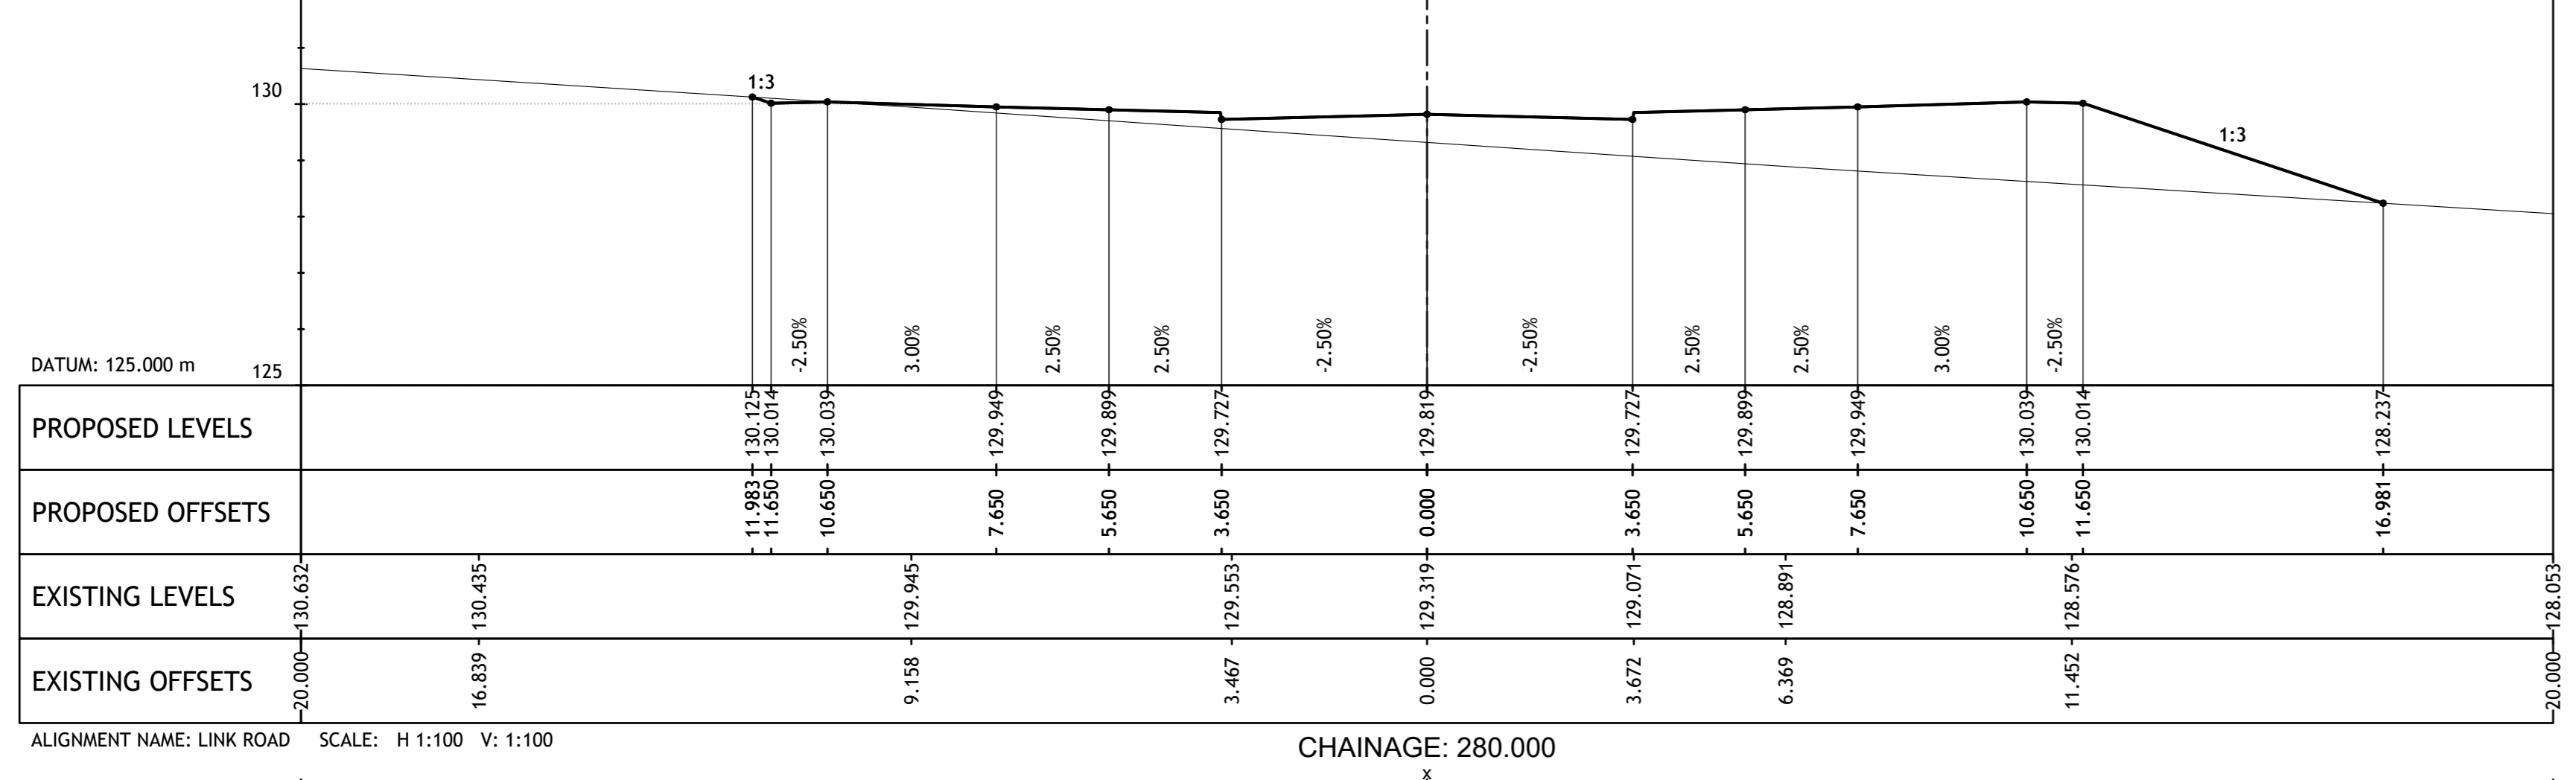 1:3
130
1:3
-2.50% 3.00% 2.50% 2.50% -2.50% -2.50% 2.50% 2.50% 3.00% -2.50%
DATUM: 125.000 m 125
PROPOSED LEVELS 130.125 130.014 130.039 129.949 129.899 129.727 129.819 129.727 129.899 129.949 130.039 130.014 128.237
PROPOSED OFFSETS 11.983 11.650 10.650 7.650 5.650 3.650 0.000 3.650 5.650 7.650 10.650 11.650 16.981
EXISTING LEVELS 130.632 130.435 129.945 129.553 129.319 129.071 128.891 128.576 128.053
EXISTING OFFSETS 20.000 16.839 9.158 3.467 0.000 3.672 6.369 11.452 20.000
ALIGNMENT NAME: LINK ROAD SCALE: H 1:100 V: 1:100
CHAINAGE: 280.000
x